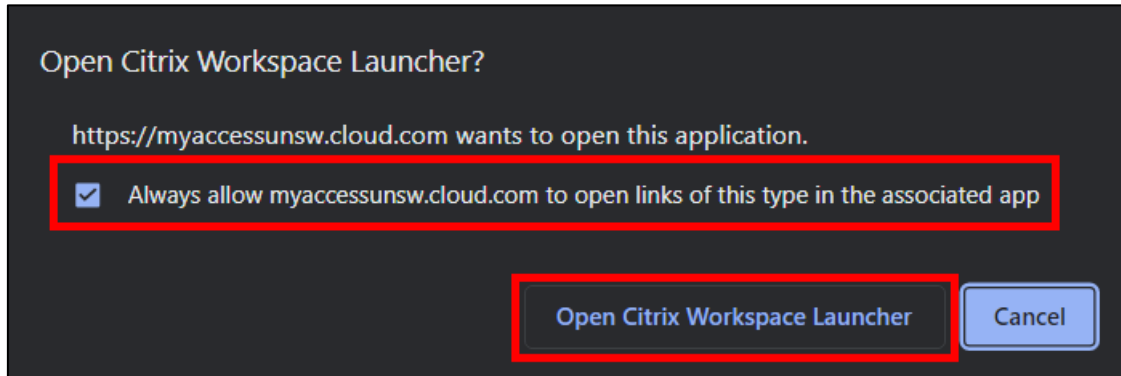 Open Citrix Workspace Launcher?
https://myaccessunsw.cloud.com wants to open this application.
Always allow myaccessunsw.cloud.com to open links of this type in the associated app
Open Citrix Workspace Launcher
Cancel